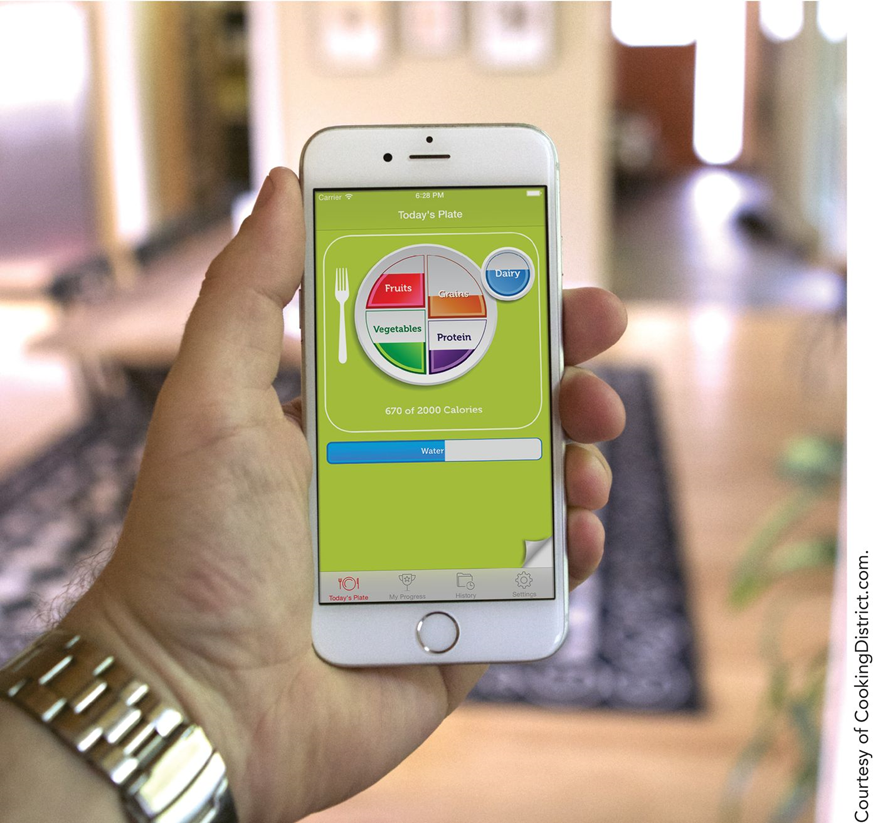 Carrier 6:28 PM
Today's Plate
Dairy
Fruits
Grains
Vegetables
Protein
670 of 2000 Calories
Water
Today's Plate My Progress History Settings
Courtesy of CookingDistrict.com.